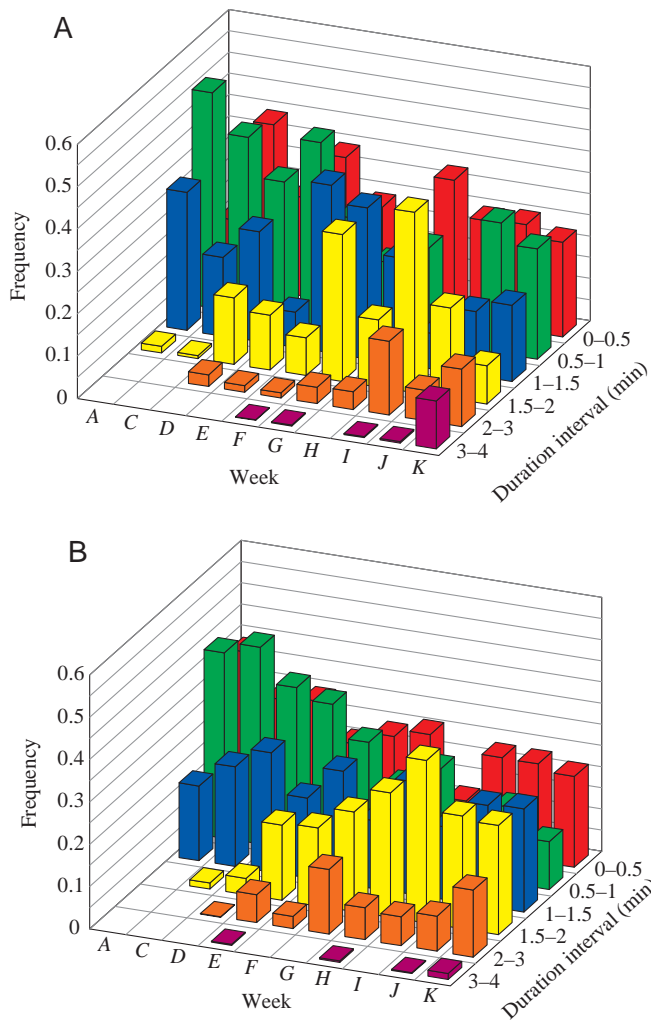 A
0.6
0.5
0.4
0.3
0.2
0.1
0
Frequency
A C D E F G H I J K
Week
0–0.5
0.5–1
1–1.5
1.5–2
2–3
3–4
Duration interval (min)
B
0.6
0.5
0.4
0.3
0.2
0.1
0
Frequency
A C D E F G H I J K
Week
0–0.5
0.5–1
1–1.5
1.5–2
2–3
3–4
Duration interval (min)